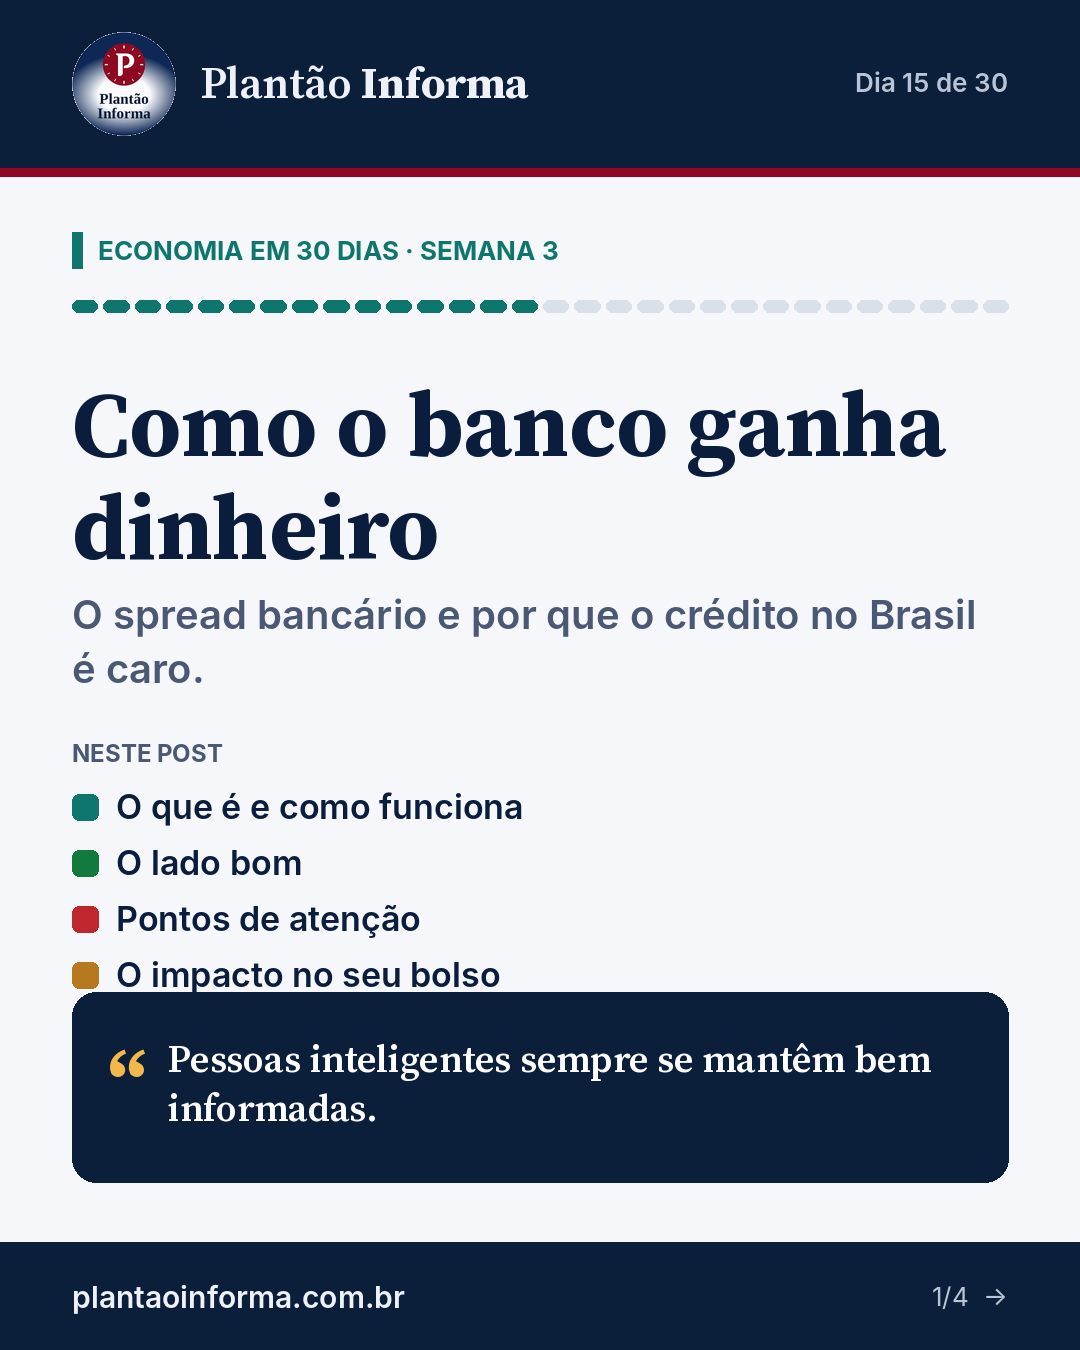 P
Plantão
Informa
Plantão Informa
Dia 15 de 30
ECONOMIA EM 30 DIAS · SEMANA 3
Como o banco ganha
dinheiro
O spread bancário e por que o crédito no Brasil
é caro.
NESTE POST
O que é e como funciona
O lado bom
Pontos de atenção
O impacto no seu bolso
“ Pessoas inteligentes sempre se mantêm bem
informadas.
plantaoinforma.com.br
1/4 →